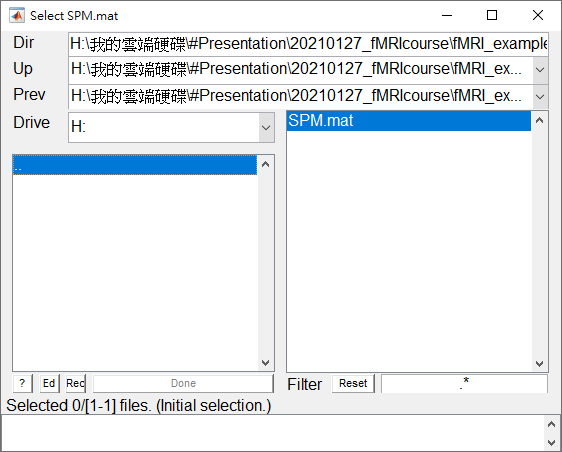 Select SPM.mat
Dir H:\我的雲端硬碟\#Presentation\20210127_fMRIcourse\fMRI_example
Up H:\我的雲端硬碟\#Presentation\20210127_fMRIcourse\fMRI_ex...
Prev H:\我的雲端硬碟\#Presentation\20210127_fMRIcourse\fMRI_ex...
Drive H:
SPM.mat
..
? Ed Rec Done
Filter Reset .*
Selected 0/[1-1] files. (Initial selection.)